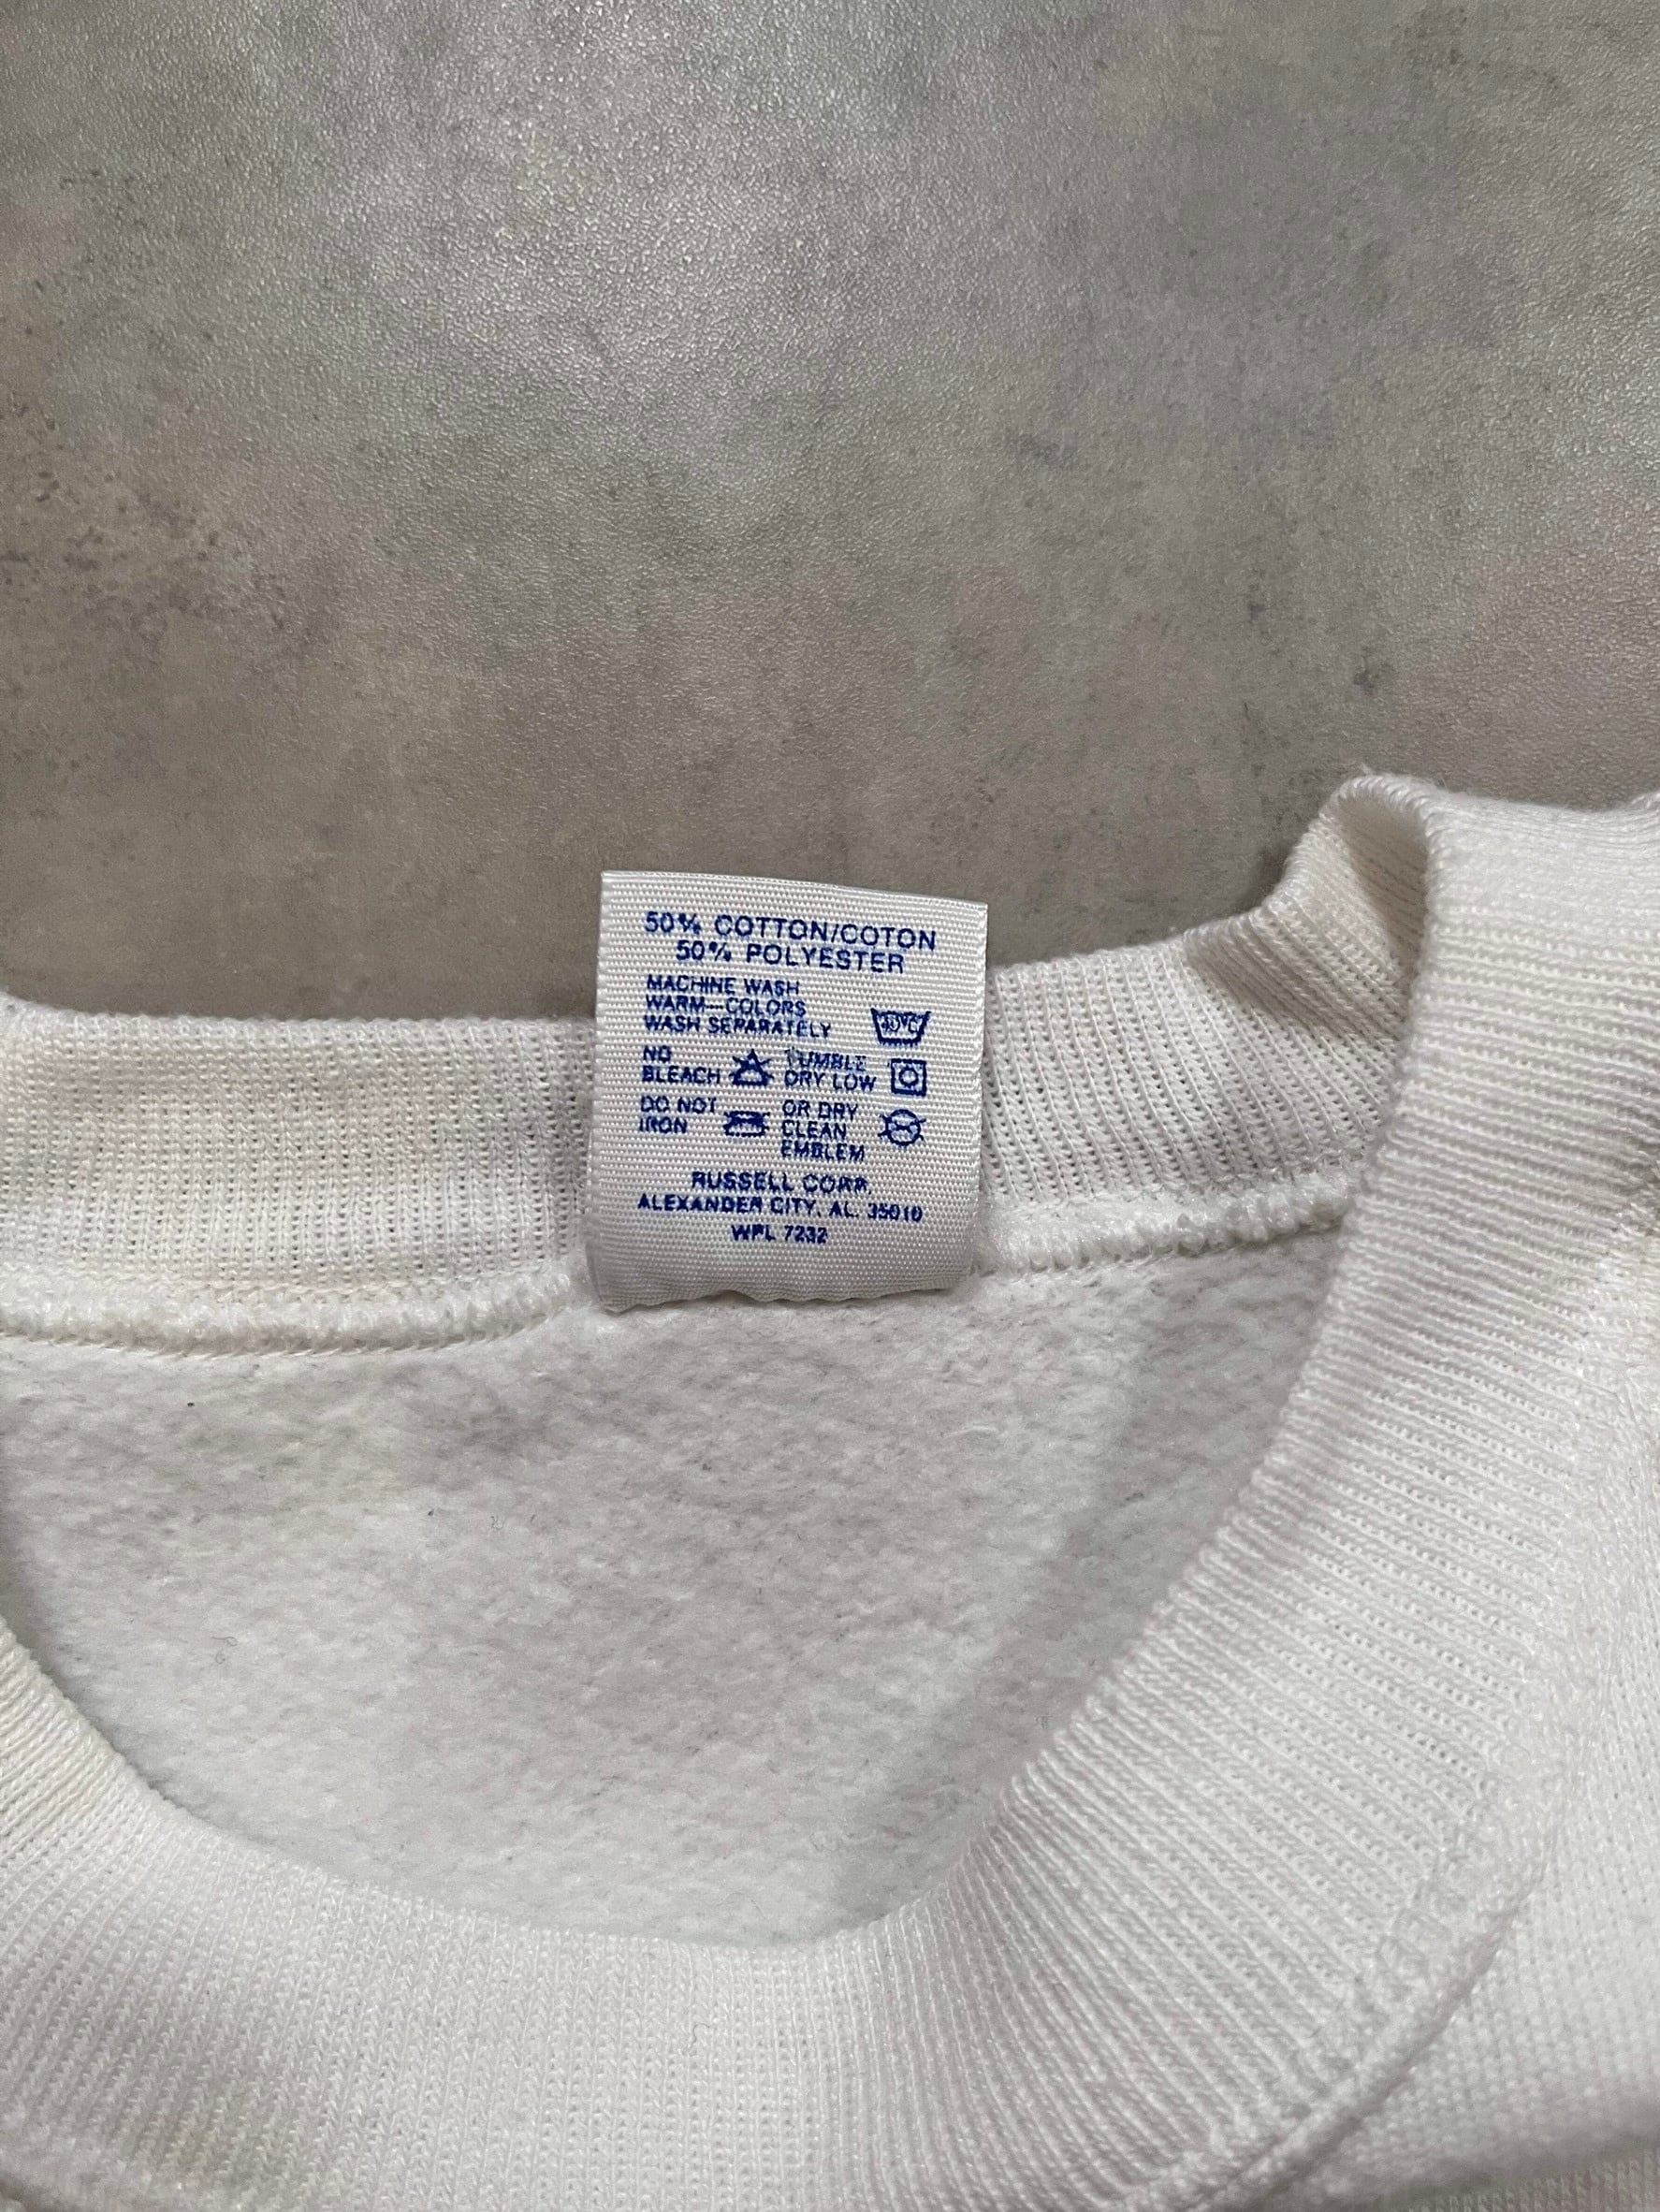 50% COTTON/COTON
50% POLYESTER
MACHINE WASH
WARM—COLORS
WASH SEPARATELY
40°C
NO
BLEACH
TUMBLE
DRY LOW
DO NOT
IRON
OR DRY
CLEAN
EMBLEM
RUSSELL CORP.
ALEXANDER CITY, AL. 35010
WPL 7232